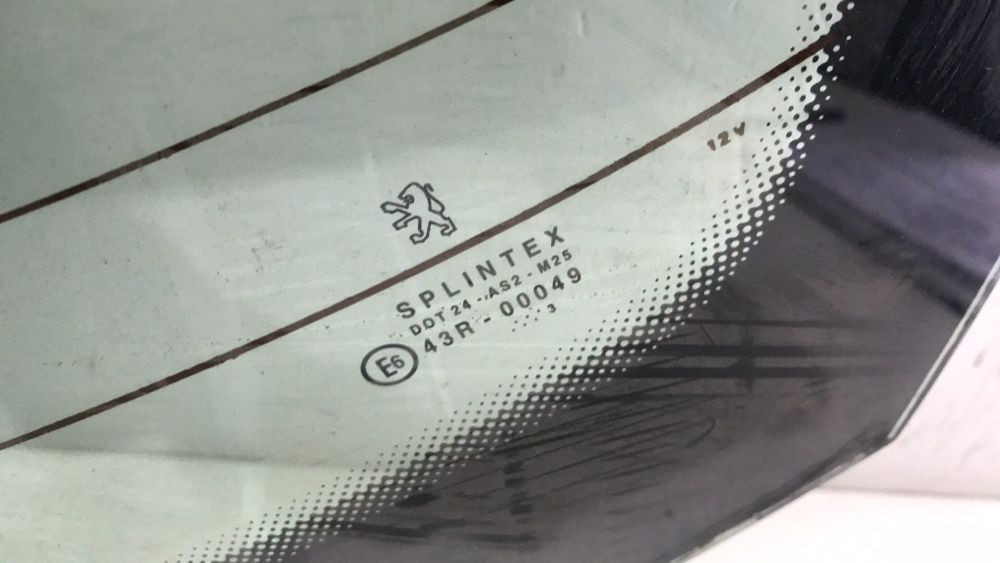 12V
SPLINTEX
DOT 24-AS2-M25
E6 43R-00049
3